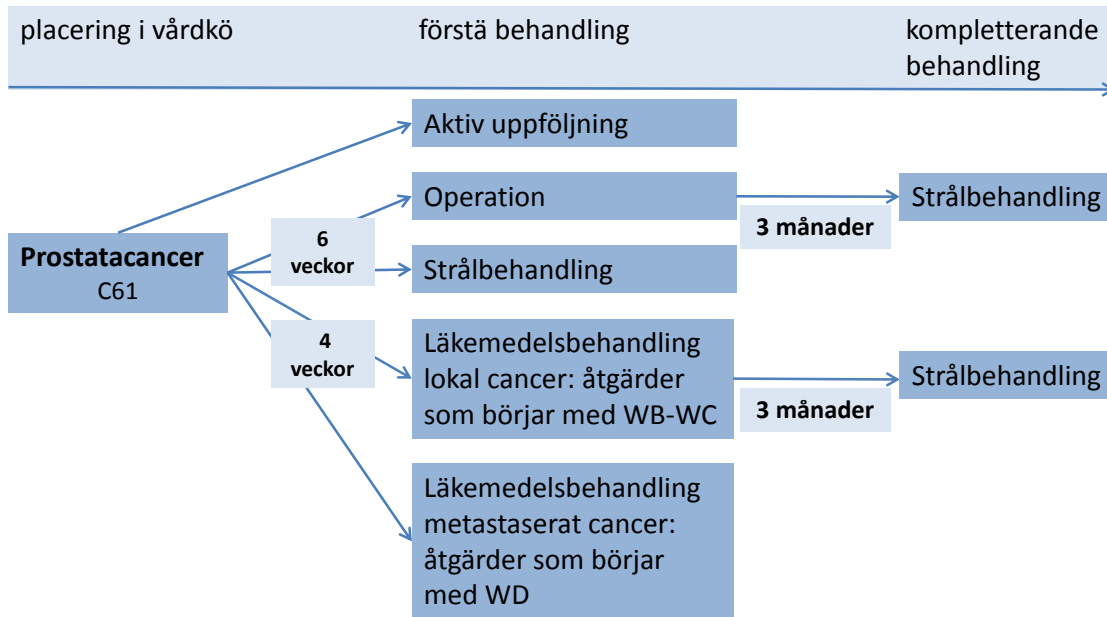 placering i vårdkö
förstä behandling
kompletterande
behandling
Aktiv uppföljning
Operation
3 månader
Strålbehandling
Prostatacancer
C61
6
veckor
Strålbehandling
4
veckor
Läkemedelsbehandling
lokal cancer: åtgärder
som börjar med WB-WC
3 månader
Strålbehandling
Läkemedelsbehandling
metastaserat cancer:
åtgärder som börjar
med WD